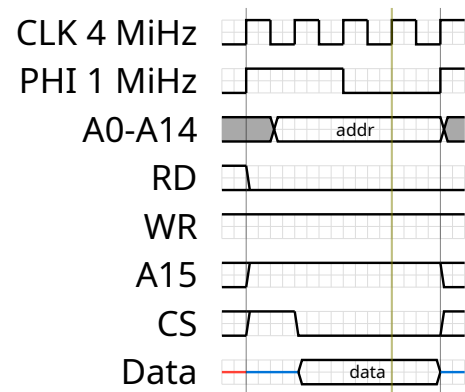 CLK 4 MiHz
PHI 1 MiHz
A0-A14 addr
RD
WR
A15
CS
Data data